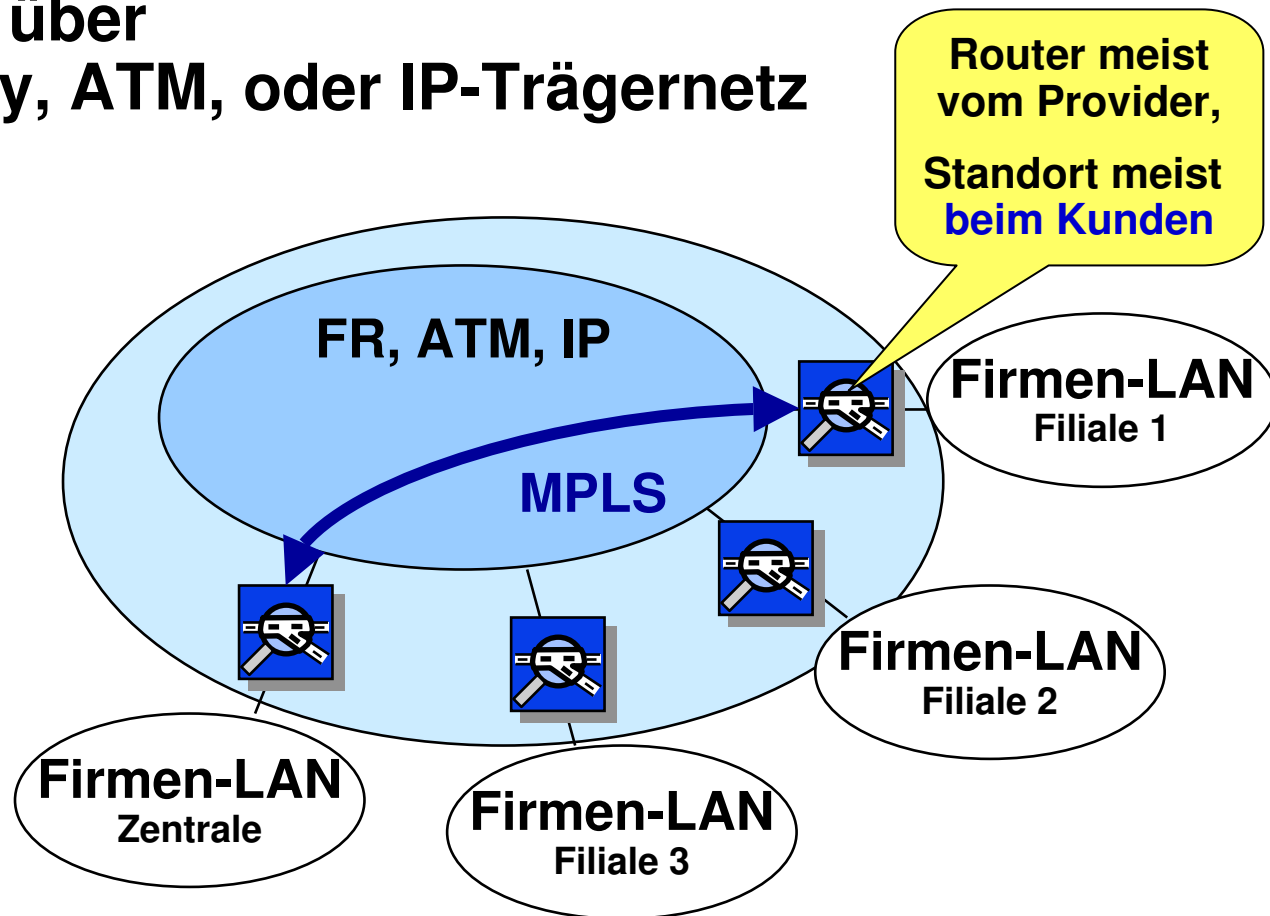 über
y, ATM, oder IP-Trägernetz
Router meist
vom Provider,
Standort meist
beim Kunden
FR, ATM, IP
MPLS
Firmen-LAN
Filiale 1
Firmen-LAN
Filiale 2
Firmen-LAN
Zentrale
Firmen-LAN
Filiale 3